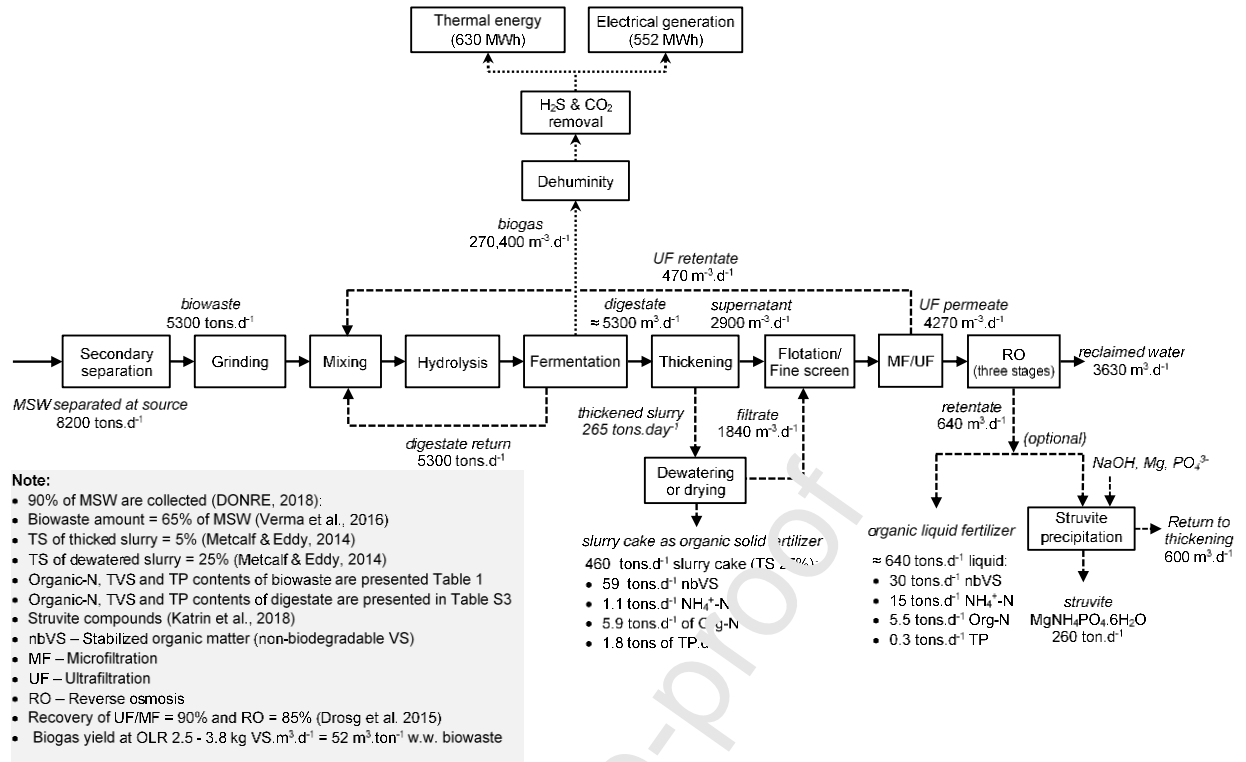 Thermal energy
(630 MWh)
Electrical generation
(552 MWh)
H₂S & CO₂
removal
Dehuminity
biogas
270,400 m⁻³.d⁻¹
UF retentate
470 m⁻³.d⁻¹
biowaste
5300 tons.d⁻¹
digestate
≈ 5300 m³.d⁻¹
supernatant
2900 m⁻³.d⁻¹
UF permeate
4270 m⁻³.d⁻¹
Secondary
separation
Grinding
Mixing
Hydrolysis
Fermentation
Thickening
Flotation/
Fine screen
MF/UF
RO
(three stages)
reclaimed water
3630 m³.d⁻¹
MSW separated at source
8200 tons.d⁻¹
digestate return
5300 tons.d⁻¹
thickened slurry
265 tons.day⁻¹
filtrate
1840 m⁻³.d⁻¹
retentate
640 m³.d⁻¹
(optional)
NaOH, Mg, PO₄³⁻
Dewatering
or drying
Struvite
precipitation
Return to
thickening
600 m³.d⁻¹
slurry cake as organic solid fertilizer
460 tons.d⁻¹ slurry cake (TS 25%):
• 59 tons.d⁻¹ nbVS
• 1.1 tons.d⁻¹ NH₄⁺-N
• 5.9 tons.d⁻¹ of Org-N
• 1.8 tons of TP.d
organic liquid fertilizer
≈ 640 tons.d⁻¹ liquid:
• 30 tons.d⁻¹ nbVS
• 15 tons.d⁻¹ NH₄⁺-N
• 5.5 tons.d⁻¹ Org-N
• 0.3 tons.d⁻¹ TP
struvite
MgNH₄PO₄.6H₂O
260 ton.d⁻¹
Note:
• 90% of MSW are collected (DONRE, 2018):
• Biowaste amount = 65% of MSW (Verma et al., 2016)
• TS of thicked slurry = 5% (Metcalf & Eddy, 2014)
• TS of dewatered slurry = 25% (Metcalf & Eddy, 2014)
• Organic-N, TVS and TP contents of biowaste are presented Table 1
• Organic-N, TVS and TP contents of digestate are presented in Table S3
• Struvite compounds (Katrin et al., 2018)
• nbVS – Stabilized organic matter (non-biodegradable VS)
• MF – Microfiltration
• UF – Ultrafiltration
• RO – Reverse osmosis
• Recovery of UF/MF = 90% and RO = 85% (Drosg et al. 2015)
• Biogas yield at OLR 2.5 - 3.8 kg VS.m³.d⁻¹ = 52 m³.ton⁻¹ w.w. biowaste